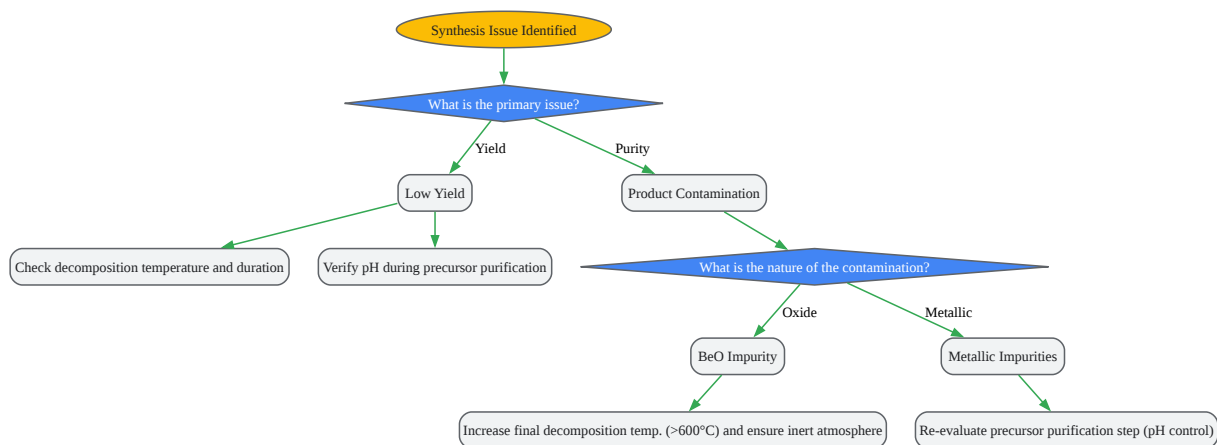 Synthesis Issue Identified
What is the primary issue?
Yield
Purity
Low Yield
Product Contamination
Check decomposition temperature and duration
Verify pH during precursor purification
What is the nature of the contamination?
Oxide
Metallic
BeO Impurity
Metallic Impurities
Increase final decomposition temp. (>600°C) and ensure inert atmosphere
Re-evaluate precursor purification step (pH control)